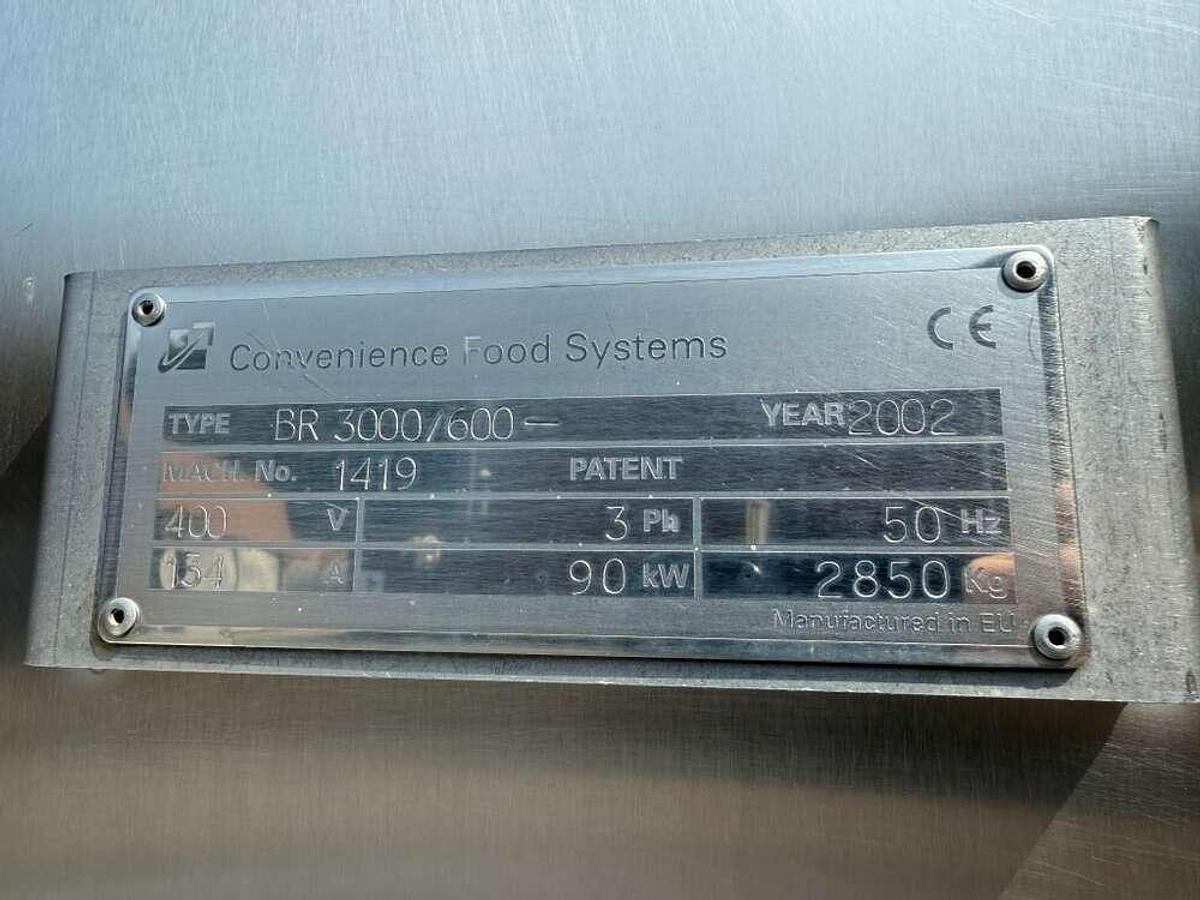 Convenience Food Systems CE
TYPE BR 3000/600- YEAR 2002
MACH. No. 1419 PATENT
400 V 3 Ph 50 Hz
134 A 90 kW 2850 Kg
Manufactured in EU